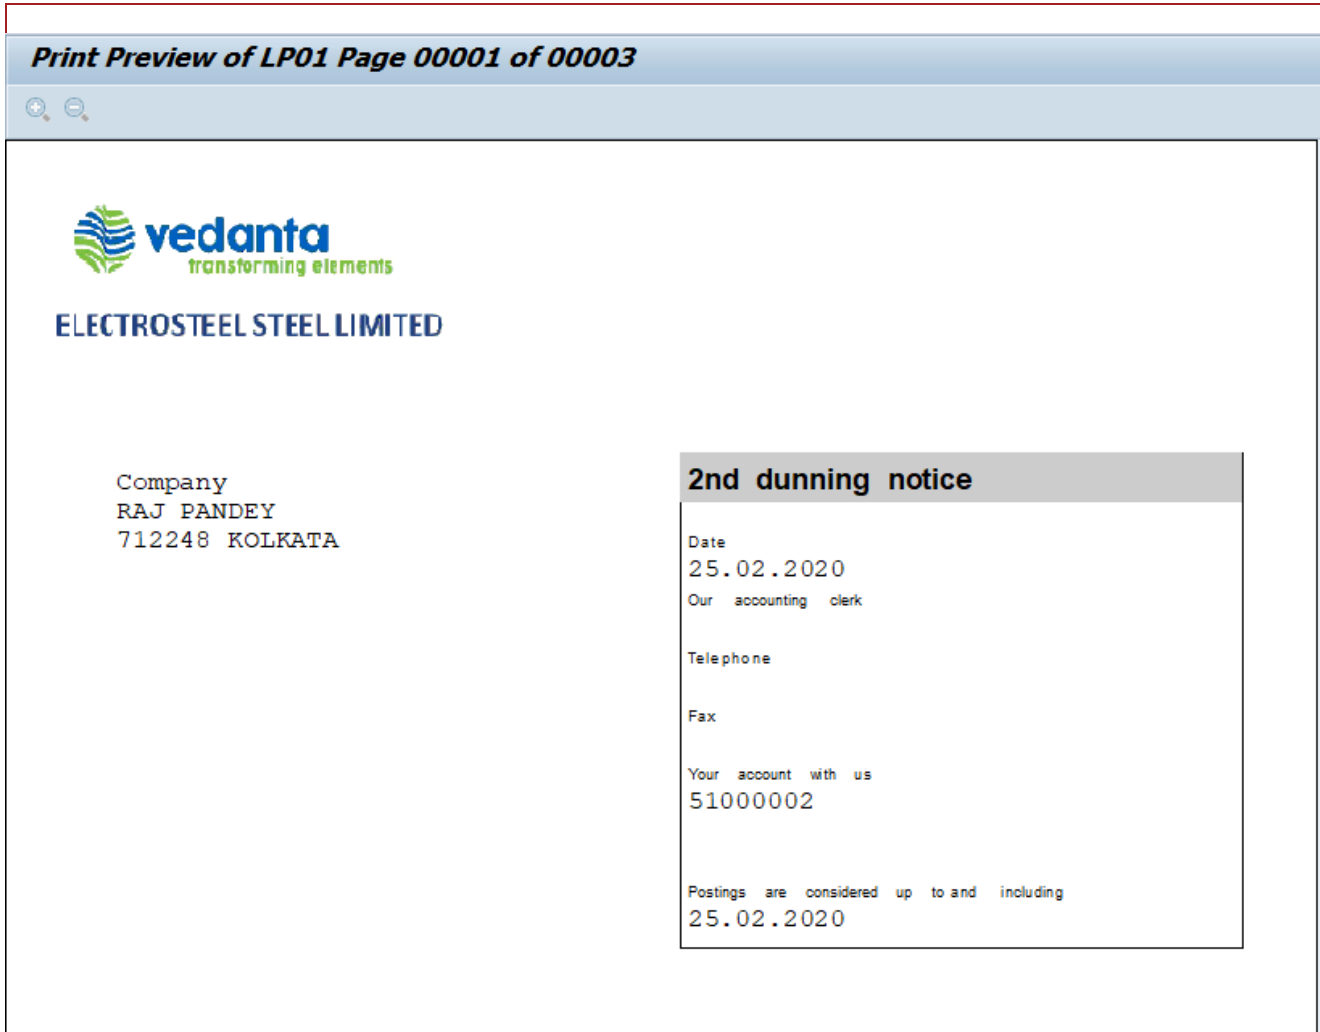 Print Preview of LP01 Page 00001 of 00003
vedanta
transforming elements
ELECTROSTEEL STEEL LIMITED
Company
RAJ PANDEY
712248 KOLKATA
2nd dunning notice
Date
25.02.2020
Our accounting clerk
Telephone
Fax
Your account with us
51000002
Postings are considered up to and including
25.02.2020